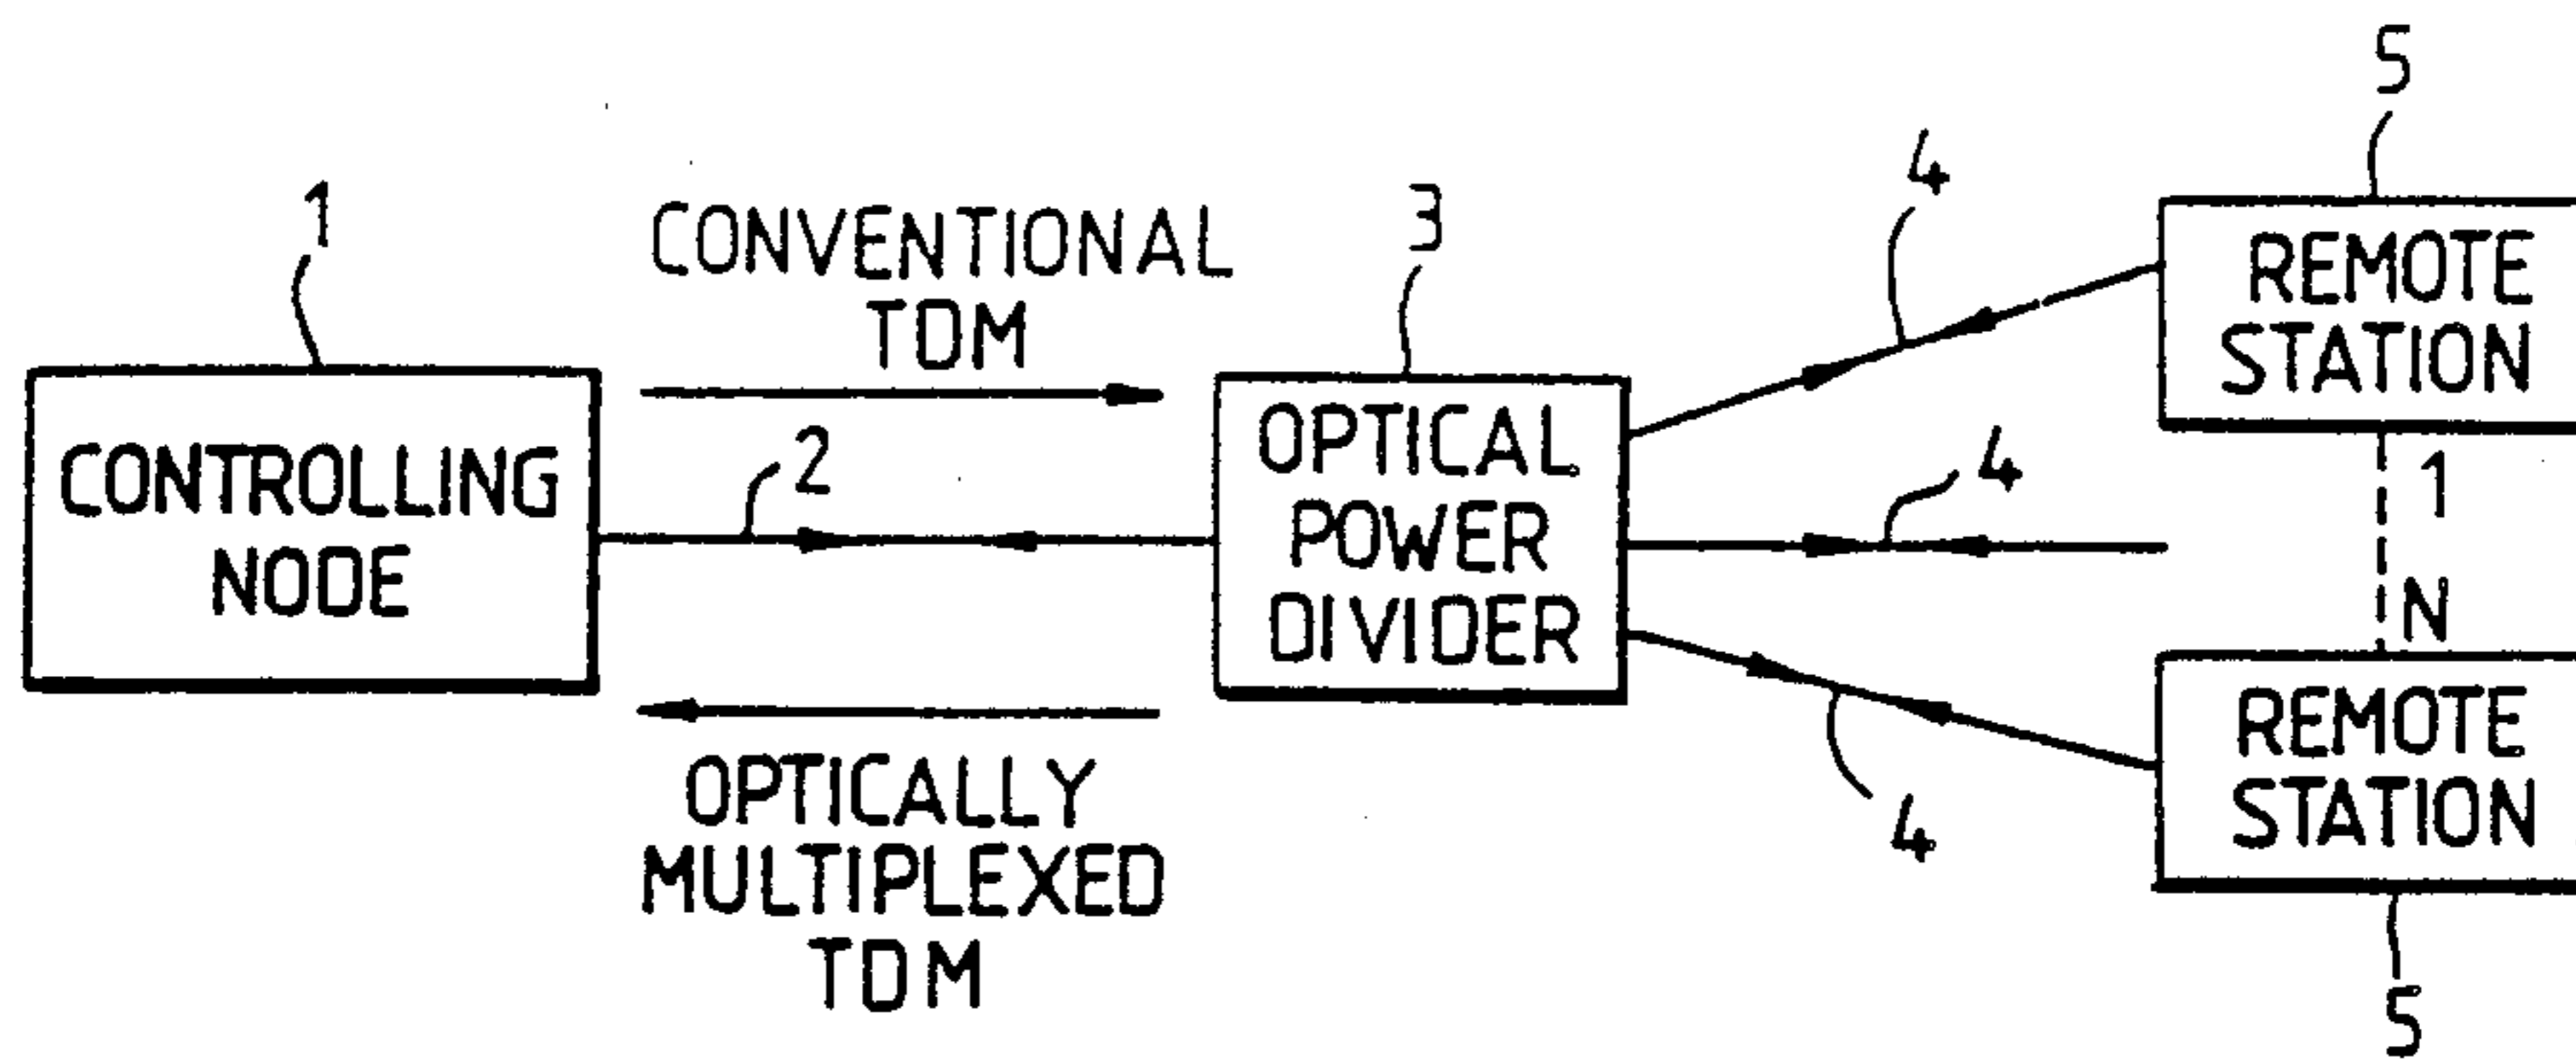 1
CONTROLLING
NODE
CONVENTIONAL
TDM
2
OPTICALLY
MULTIPLEXED
TDM
3
OPTICAL
POWER
DIVIDER
4
4
4
5
REMOTE
STATION
1
N
REMOTE
STATION
5